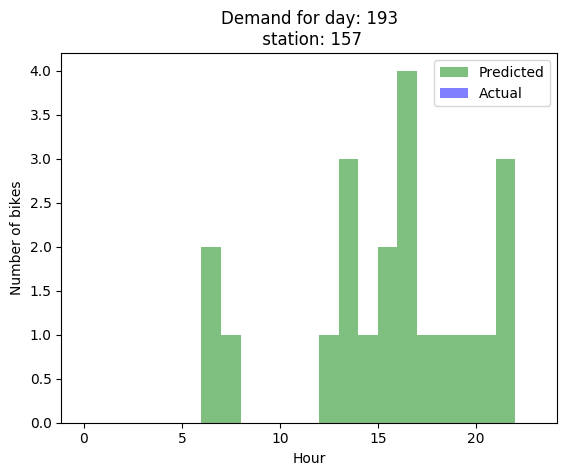 Demand for day: 193
station: 157
Predicted
Actual
4.0
3.5
3.0
2.5
2.0
1.5
1.0
0.5
0.0
Number of bikes
0 5 10 15 20
Hour